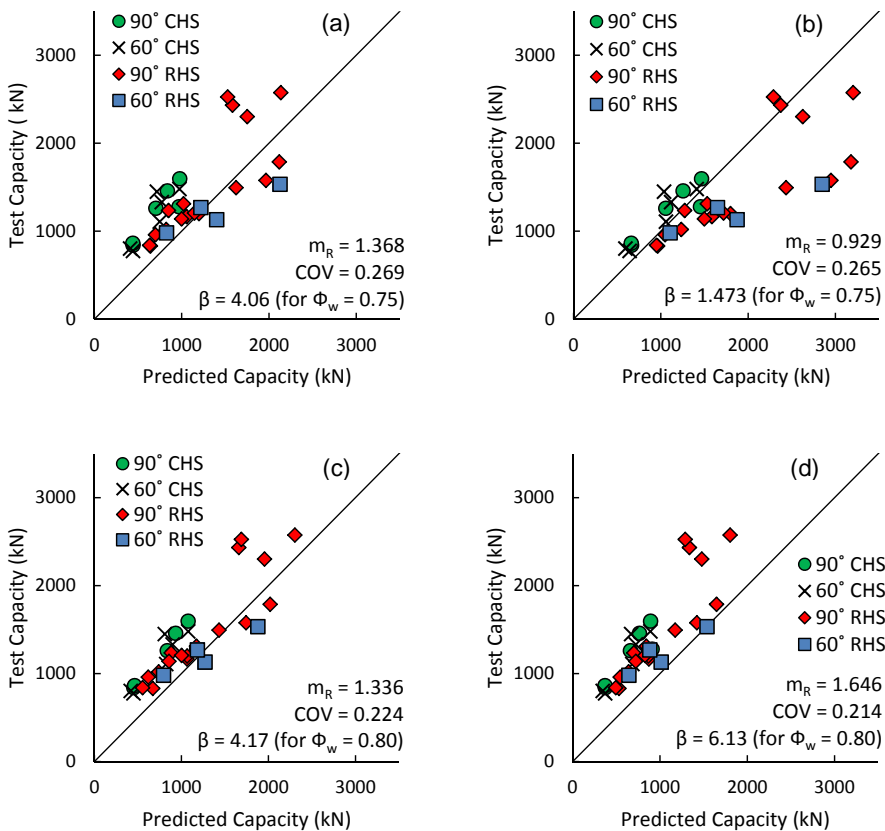 (a)
90˚ CHS
60˚ CHS
90˚ RHS
60˚ RHS
3000
2000
1000
0
Test Capacity ( kN)
m_R = 1.368
COV = 0.269
β = 4.06 (for Φ_w = 0.75)
0 1000 2000 3000
Predicted Capacity (kN)
(b)
90˚ CHS
60˚ CHS
90˚ RHS
60˚ RHS
3000
2000
1000
0
Test Capacity (kN)
m_R = 0.929
COV = 0.265
β = 1.473 (for Φ_w = 0.75)
0 1000 2000 3000
Predicted Capacity (kN)
(c)
90˚ CHS
60˚ CHS
90˚ RHS
60˚ RHS
3000
2000
1000
0
Test Capacity (kN)
m_R = 1.336
COV = 0.224
β = 4.17 (for Φ_w = 0.80)
0 1000 2000 3000
Predicted Capacity (kN)
(d)
90˚ CHS
60˚ CHS
90˚ RHS
60˚ RHS
3000
2000
1000
0
Test Capacity (kN)
m_R = 1.646
COV = 0.214
β = 6.13 (for Φ_w = 0.80)
0 1000 2000 3000
Predicted Capacity (kN)